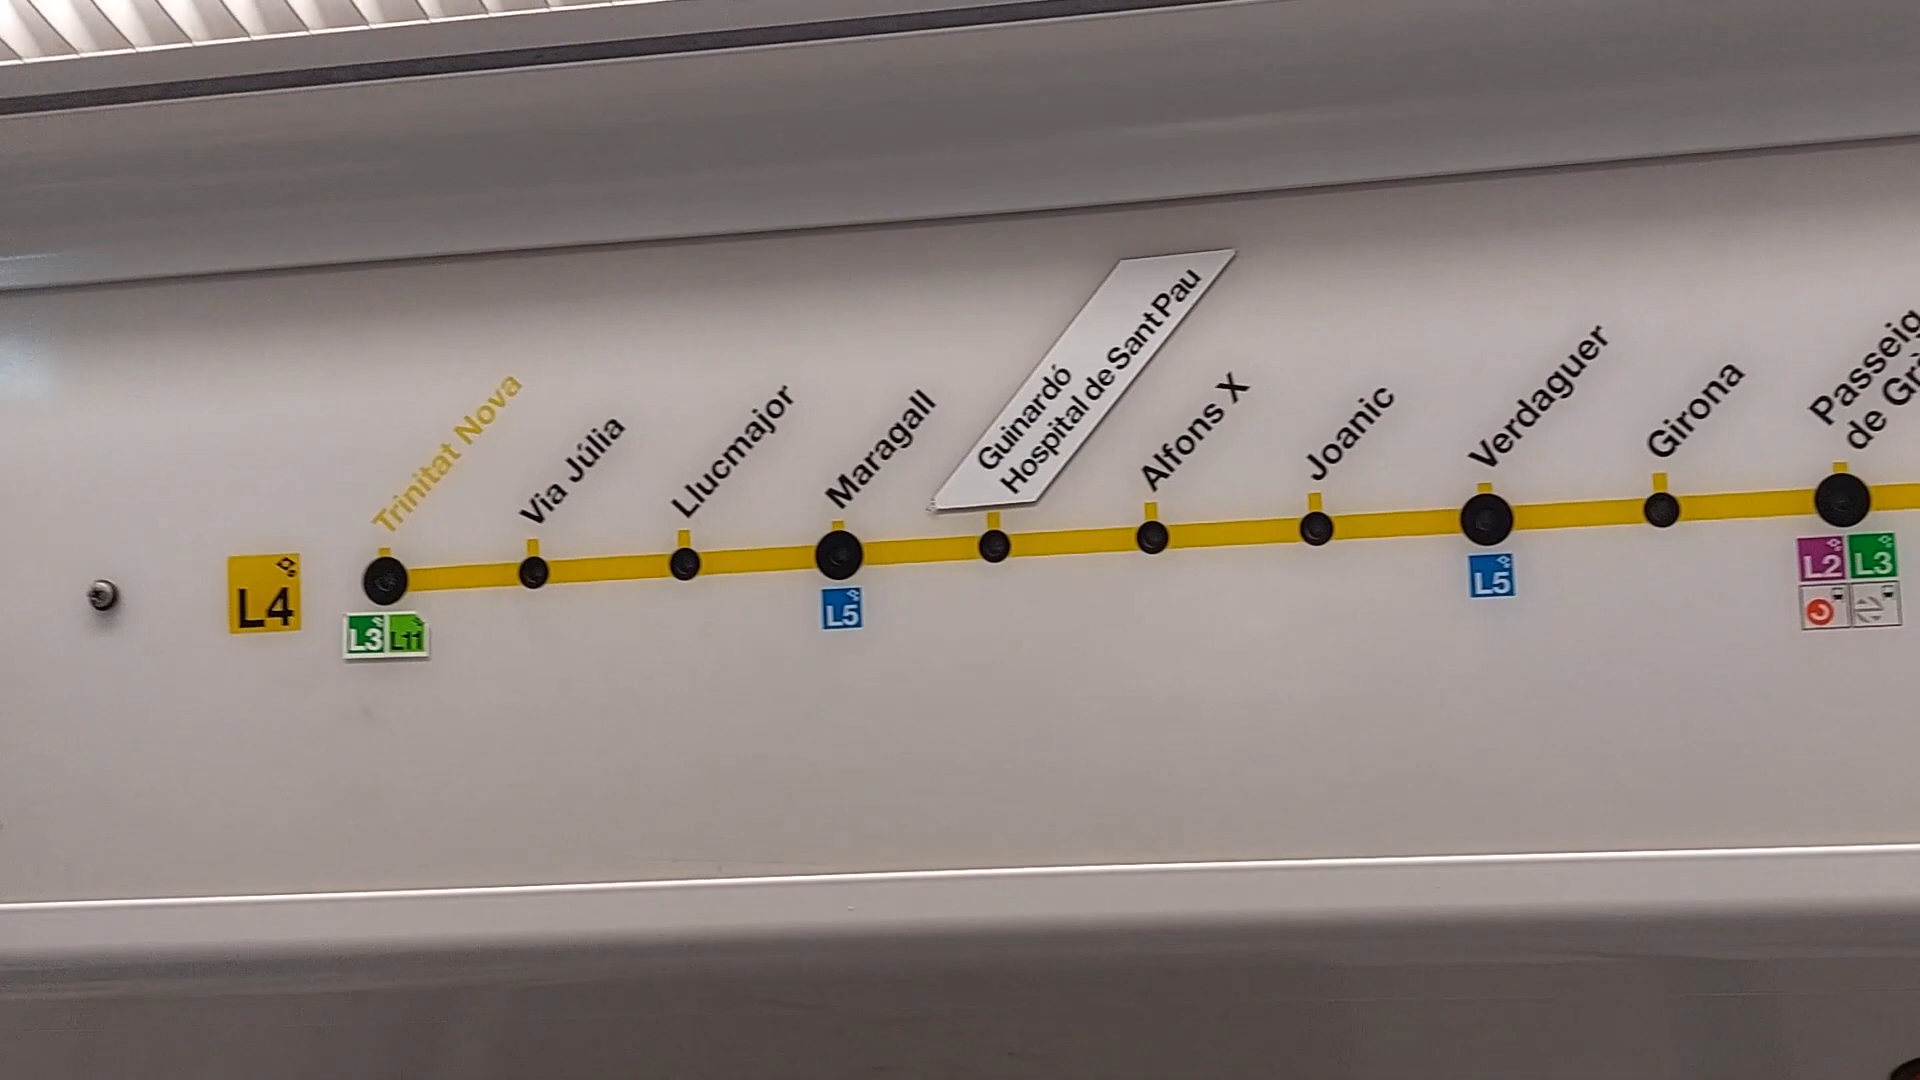 Trinitat Nova
Via Júlia
Llucmajor
Maragall
Guinardó
Hospital de Sant Pau
Alfons X
Joanic
Verdaguer
Girona
Passeig
de
L4
L3 L11
L5
L5
L2 L3